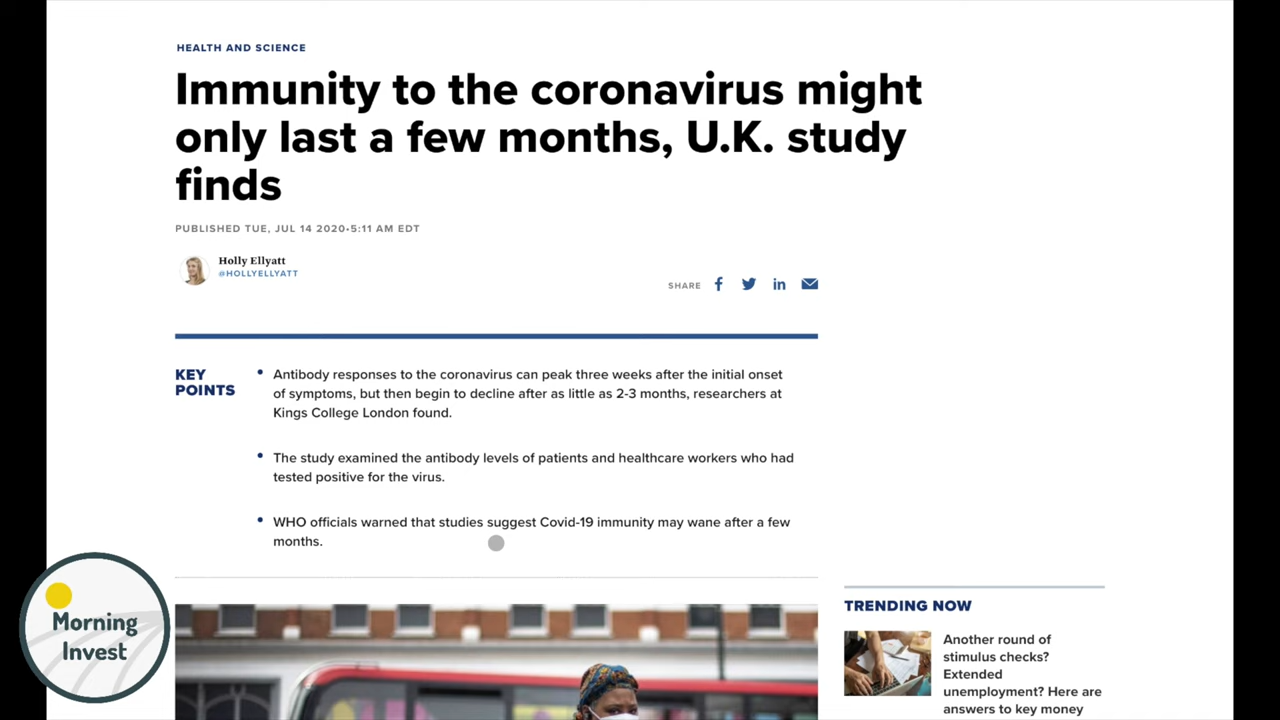 HEALTH AND SCIENCE
Immunity to the coronavirus might
only last a few months, U.K. study
finds
PUBLISHED TUE, JUL 14 2020•5:11 AM EDT
Holly Ellyatt
@HOLLYELLYATT
SHARE
KEY
POINTS
• Antibody responses to the coronavirus can peak three weeks after the initial onset
of symptoms, but then begin to decline after as little as 2-3 months, researchers at
Kings College London found.
• The study examined the antibody levels of patients and healthcare workers who had
tested positive for the virus.
• WHO officials warned that studies suggest Covid-19 immunity may wane after a few
months.
Morning
Invest
TRENDING NOW
Another round of
stimulus checks?
Extended
unemployment? Here are
answers to key money